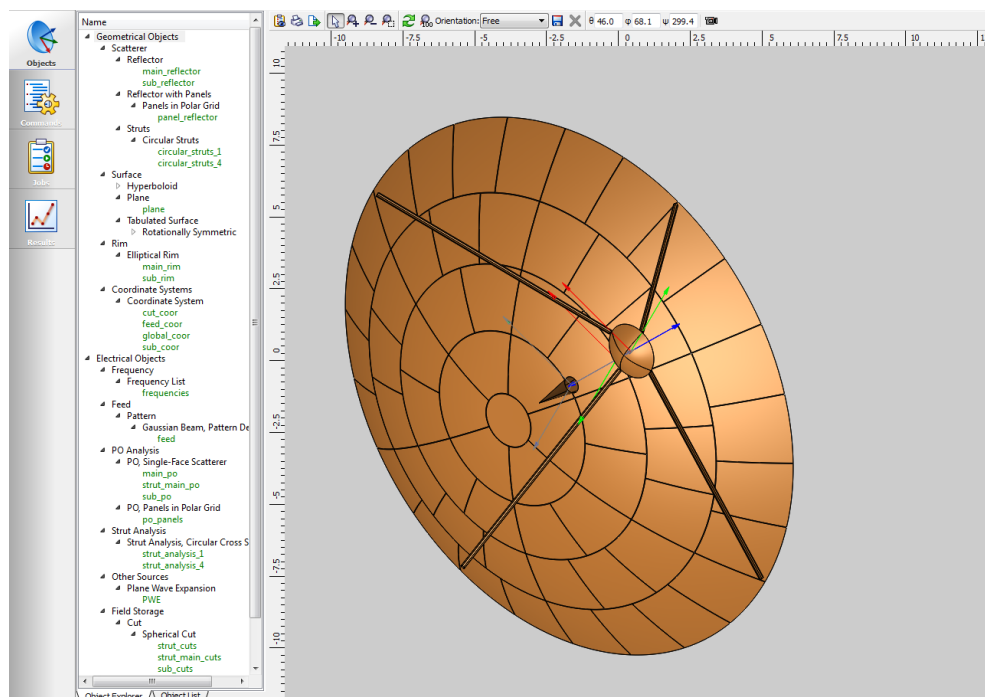 Objects
Commands
Jobs
Results
Name
Geometrical Objects
Scatterer
Reflector
main_reflector
sub_reflector
Reflector with Panels
Panels in Polar Grid
panel_reflector
Struts
Circular Struts
circular_struts_1
circular_struts_4
Surface
Hyperboloid
Plane
plane
Tabulated Surface
Rotationally Symmetric
Rim
Elliptical Rim
main_rim
sub_rim
Coordinate Systems
Coordinate System
cut_coor
feed_coor
global_coor
sub_coor
Electrical Objects
Frequency
Frequency List
frequencies
Feed
Pattern
Gaussian Beam, Pattern De
feed
PO Analysis
PO, Single-Face Scatterer
main_po
strut_main_po
sub_po
PO, Panels in Polar Grid
po_panels
Strut Analysis
Strut Analysis, Circular Cross S
strut_analysis_1
strut_analysis_4
Other Sources
Plane Wave Expansion
PWE
Field Storage
Cut
Spherical Cut
strut_cuts
strut_main_cuts
sub_cuts
Object Explorer Object List
100 Orientation: Free θ 46.0 φ 68.1 ψ 299.4
-10 -7.5 -5 -2.5 0 2.5 5 7.5 10
10
7.5
5
2.5
0
-2.5
-5
-7.5
-10